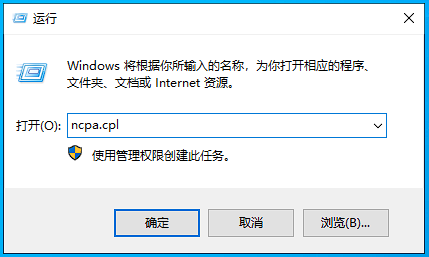 运行
Windows 将根据你所输入的名称，为你打开相应的程序、
文件夹、文档或 Internet 资源。
打开(O): ncpa.cpl
使用管理权限创建此任务。
确定 取消 浏览(B)...